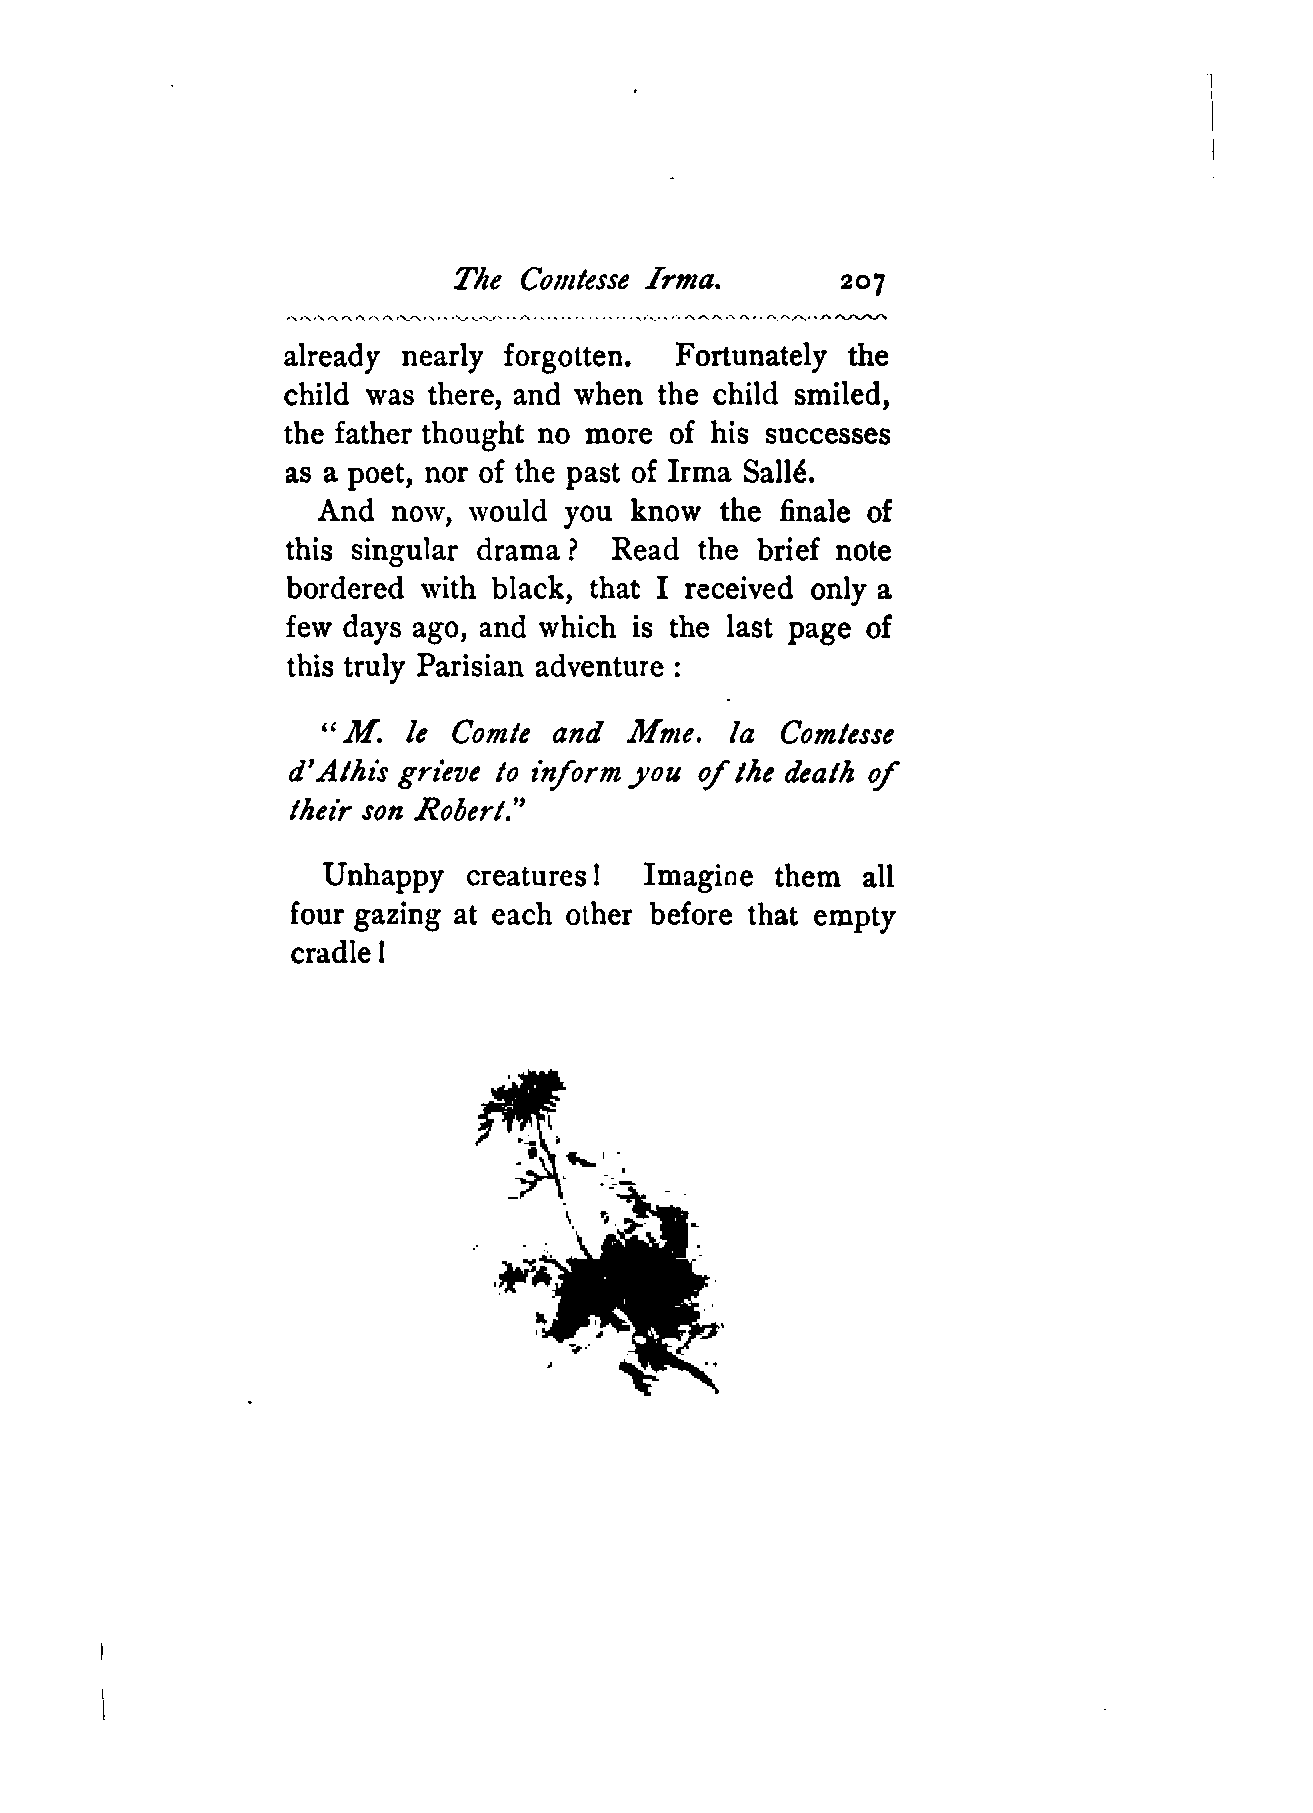 The Comtesse Irma. 207
already nearly forgotten. Fortunately the
child was there, and when the child smiled,
the father thought no more of his successes
as a poet, nor of the past of Irma Sallé.
And now, would you know the finale of
this singular drama? Read the brief note
bordered with black, that I received only a
few days ago, and which is the last page of
this truly Parisian adventure:
"M. le Comte and Mme. la Comtesse
d'Athis grieve to inform you of the death of
their son Robert."
Unhappy creatures! Imagine them all
four gazing at each other before that empty
cradle!